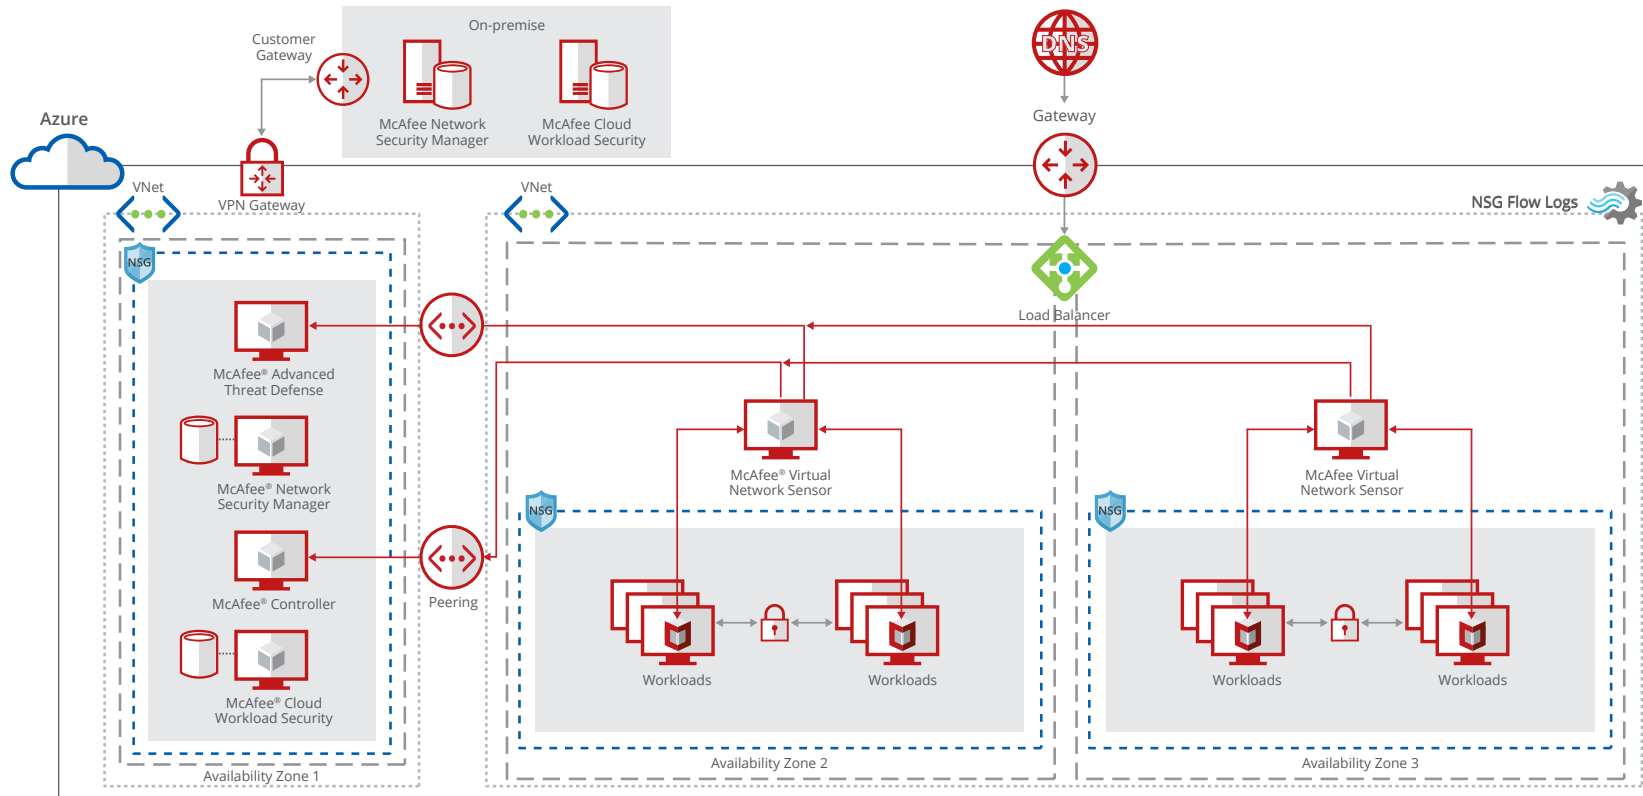 On-premise
Customer
Gateway
McAfee Network
Security Manager
McAfee Cloud
Workload Security
DNS
Gateway
Azure
VPN Gateway
VNet
VNet
NSG Flow Logs
NSG
Load Balancer
McAfee® Advanced
Threat Defense
McAfee® Network
Security Manager
McAfee® Controller
McAfee® Cloud
Workload Security
Availability Zone 1
Peering
McAfee® Virtual
Network Sensor
NSG
Workloads
Workloads
Availability Zone 2
McAfee Virtual
Network Sensor
NSG
Workloads
Workloads
Availability Zone 3